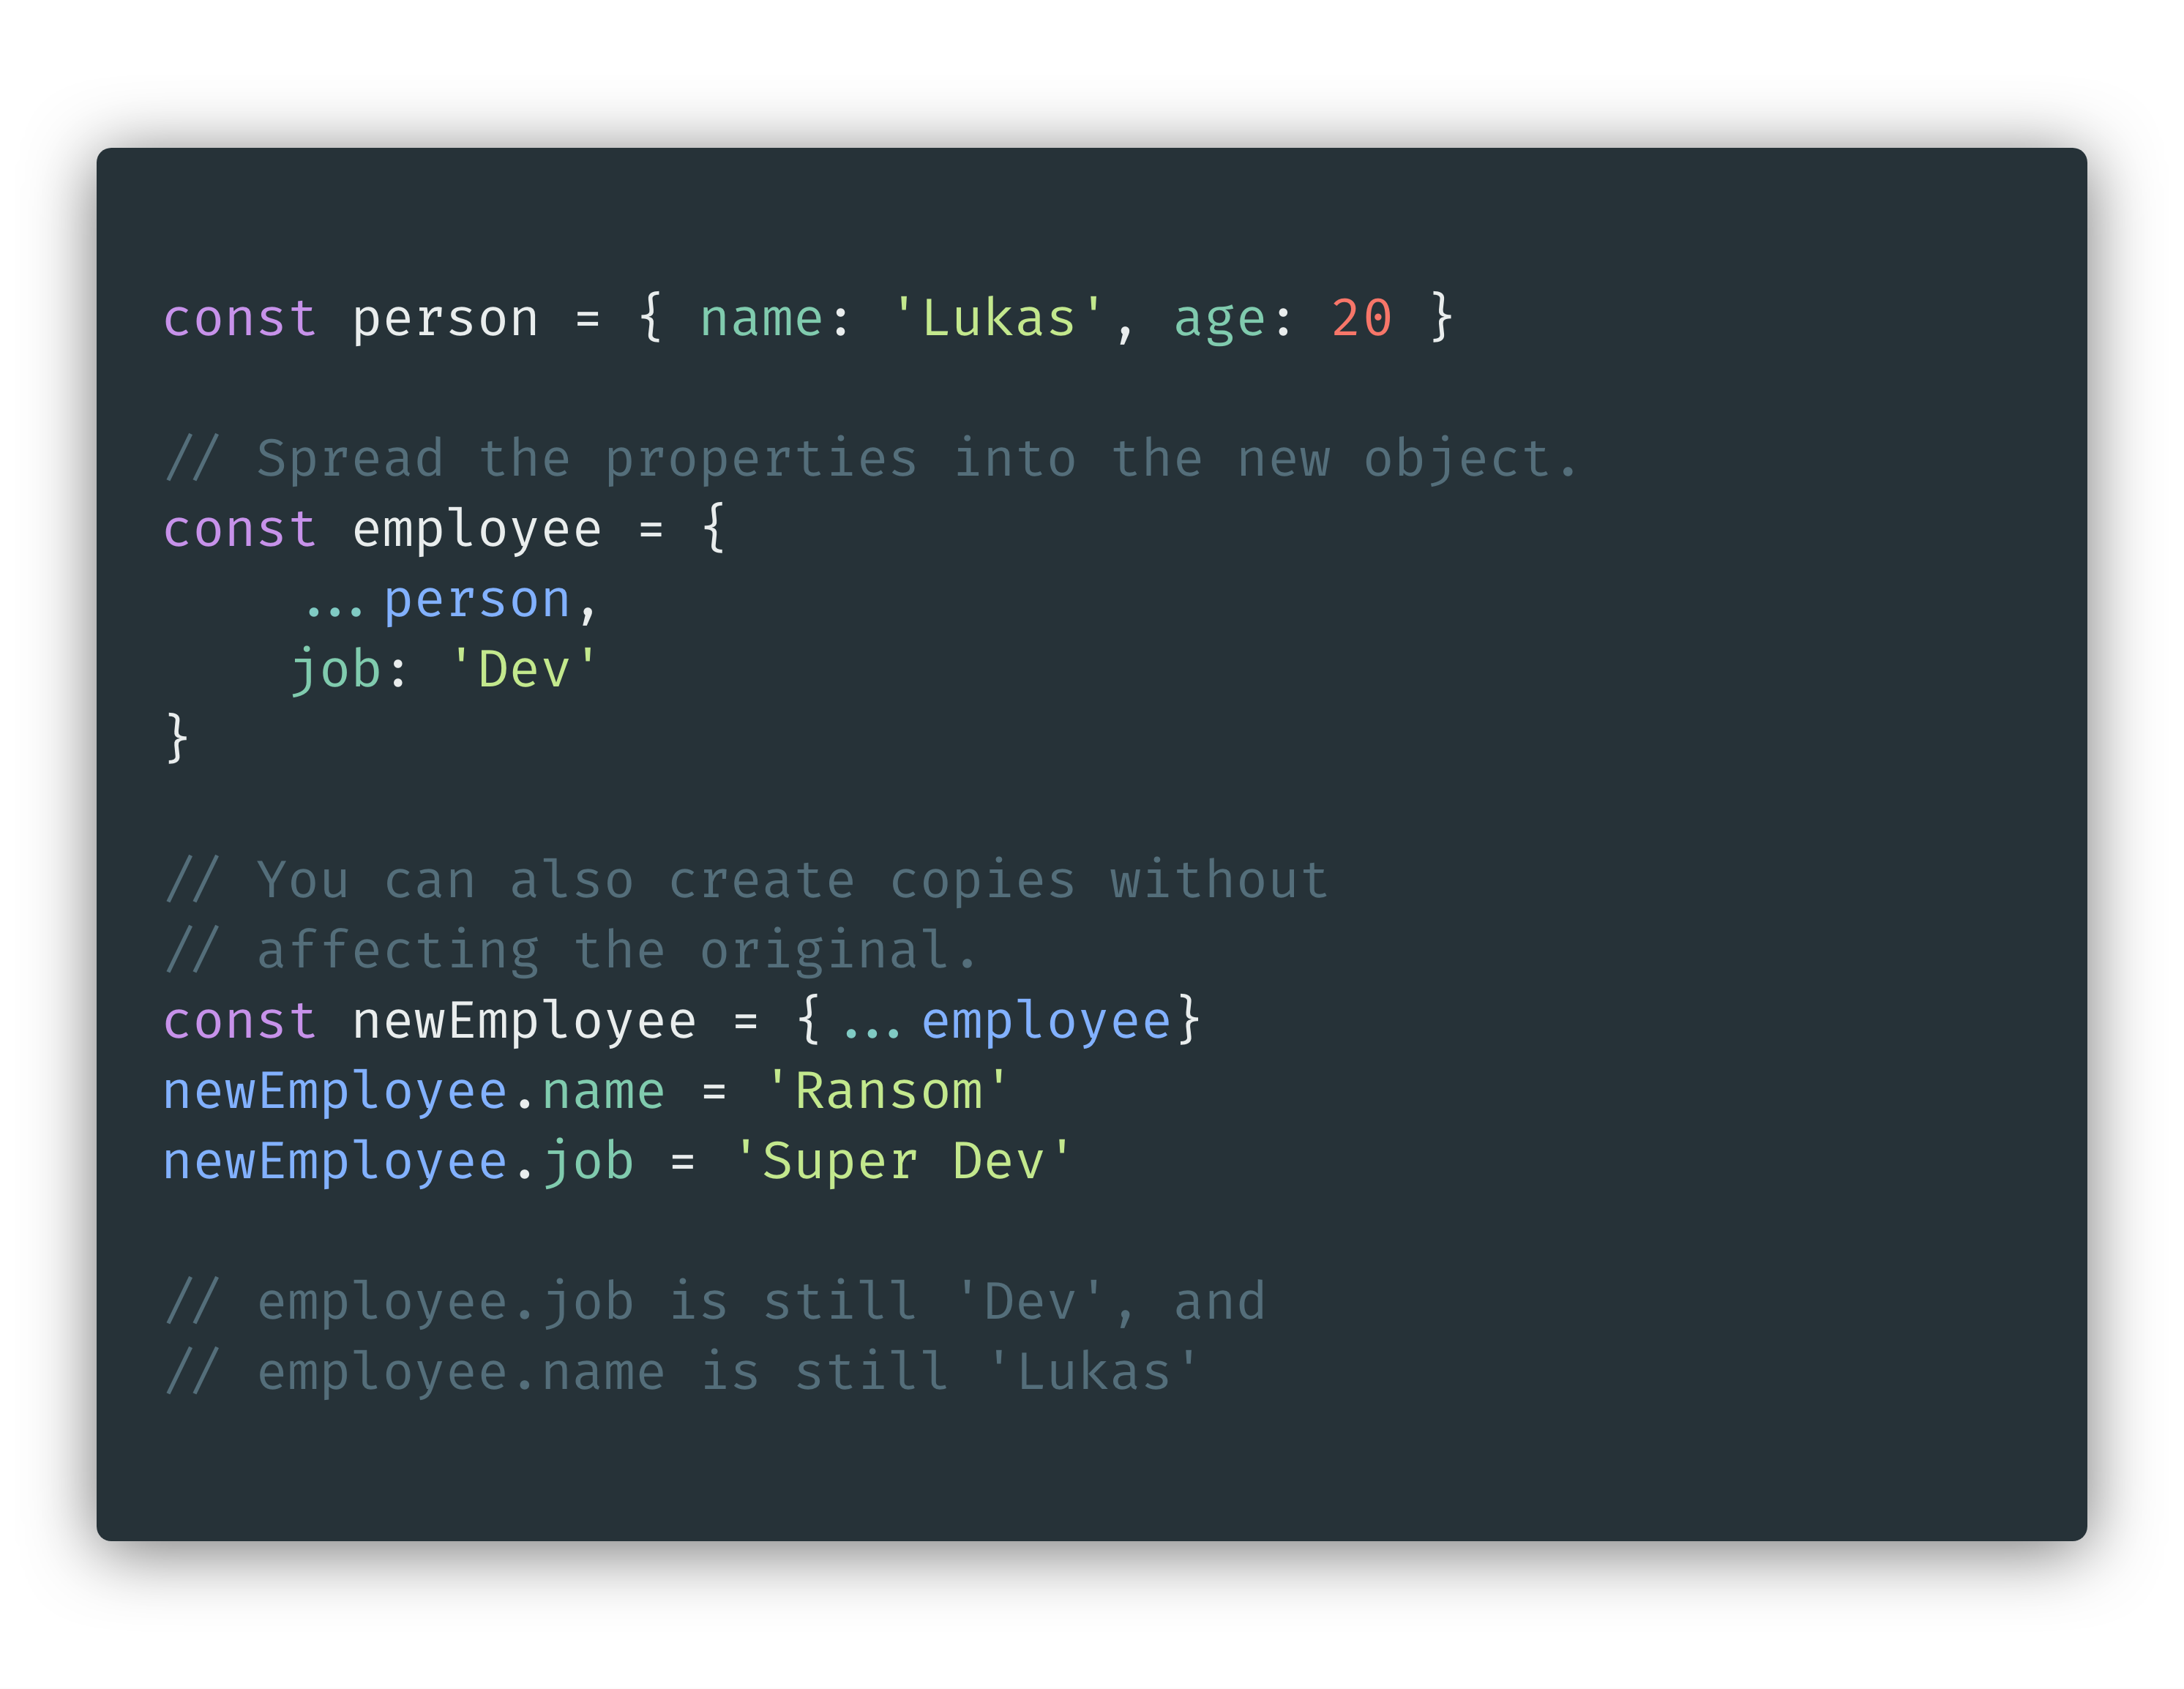 const person = { name: 'Lukas', age: 20 }
// Spread the properties into the new object.
const employee = {
    ...person,
    job: 'Dev'
}
// You can also create copies without
// affecting the original.
const newEmployee = {...employee}
newEmployee.name = 'Ransom'
newEmployee.job = 'Super Dev'
// employee.job is still 'Dev', and
// employee.name is still 'Lukas'